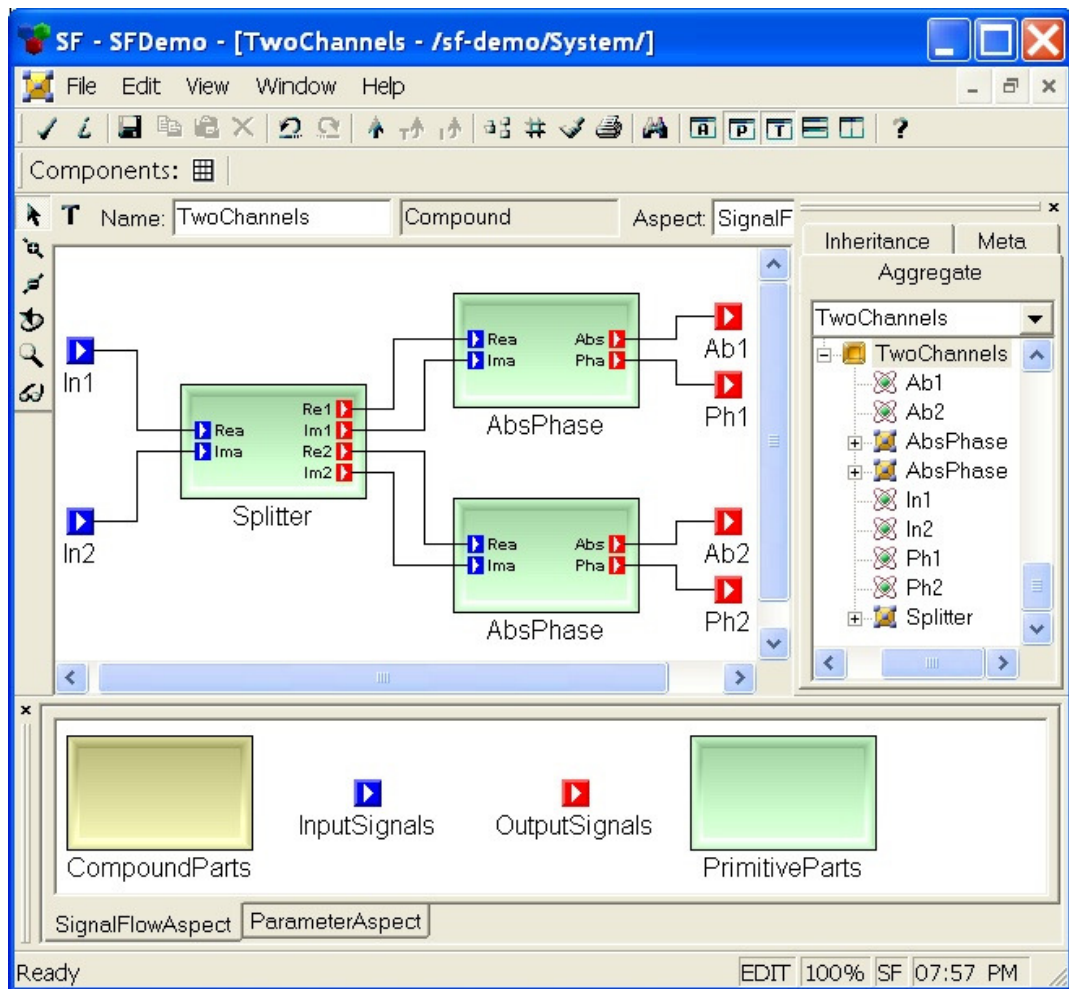 SF - SFDemo - [TwoChannels - /sf-demo/System/]
File Edit View Window Help
A P T ?
Components:
T Name: TwoChannels Compound Aspect: SignalF
Inheritance Meta
Aggregate
TwoChannels
TwoChannels
Ab1
Ab2
AbsPhase
AbsPhase
In1
In2
Ph1
Ph2
Splitter
In1
In2
Rea
Ima
Re1
Im1
Re2
Im2
Splitter
Rea Abs
Ima Pha
AbsPhase
Ab1
Ph1
Rea Abs
Ima Pha
AbsPhase
Ab2
Ph2
CompoundParts
InputSignals
OutputSignals
PrimitiveParts
SignalFlowAspect ParameterAspect
Ready EDIT 100% SF 07:57 PM